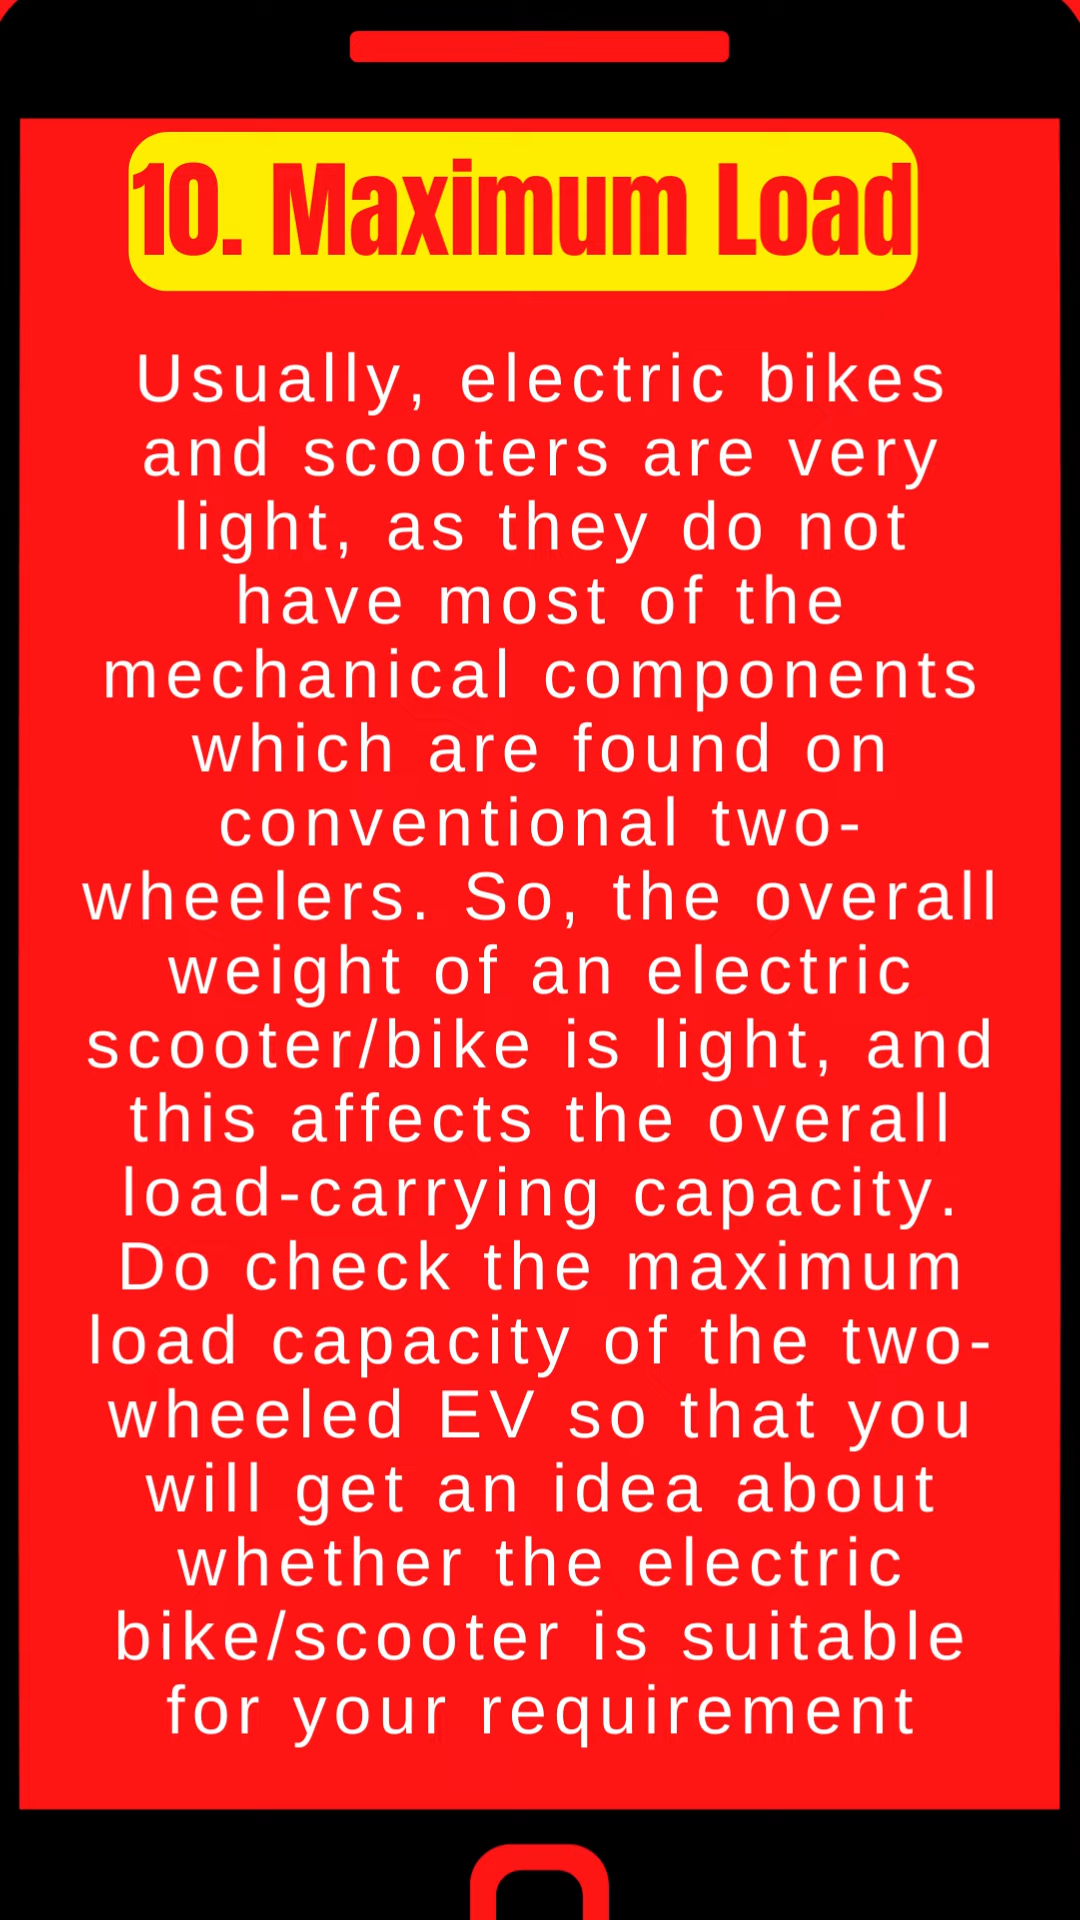 10. Maximum Load
Usually, electric bikes
and scooters are very
light, as they do not
have most of the
mechanical components
which are found on
conventional two-
wheelers. So, the overall
weight of an electric
scooter/bike is light, and
this affects the overall
load-carrying capacity.
Do check the maximum
load capacity of the two-
wheeled EV so that you
will get an idea about
whether the electric
bike/scooter is suitable
for your requirement